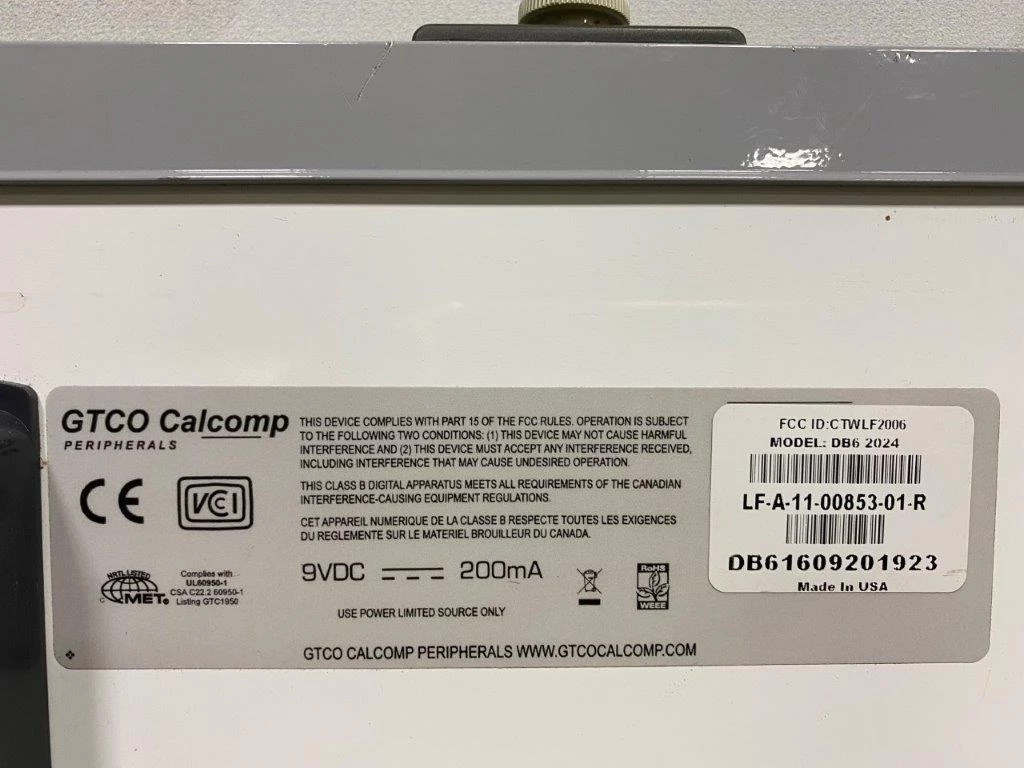 GTCO Calcomp
PERIPHERALS
CE
VCI
NRTL LISTED
C MET®
Complies with
UL60950-1
CSA C22.2 60950-1
Listing GTC1950
THIS DEVICE COMPLIES WITH PART 15 OF THE FCC RULES. OPERATION IS SUBJECT
TO THE FOLLOWING TWO CONDITIONS: (1) THIS DEVICE MAY NOT CAUSE HARMFUL
INTERFERENCE AND (2) THIS DEVICE MUST ACCEPT ANY INTERFERENCE RECEIVED,
INCLUDING INTERFERENCE THAT MAY CAUSE UNDESIRED OPERATION.
THIS CLASS B DIGITAL APPARATUS MEETS ALL REQUIREMENTS OF THE CANADIAN
INTERFERENCE-CAUSING EQUIPMENT REGULATIONS.
CET APPAREIL NUMERIQUE DE LA CLASSE B RESPECTE TOUTES LES EXIGENCES
DU REGLEMENTE SUR LE MATERIEL BROUILLEUR DU CANADA.
9VDC 200mA
USE POWER LIMITED SOURCE ONLY
RoHS
WEEE
GTCO CALCOMP PERIPHERALS WWW.GTCOCALCOMP.COM
FCC ID:CTWLF2006
MODEL: DB6 2024
LF-A-11-00853-01-R
DB61609201923
Made In USA